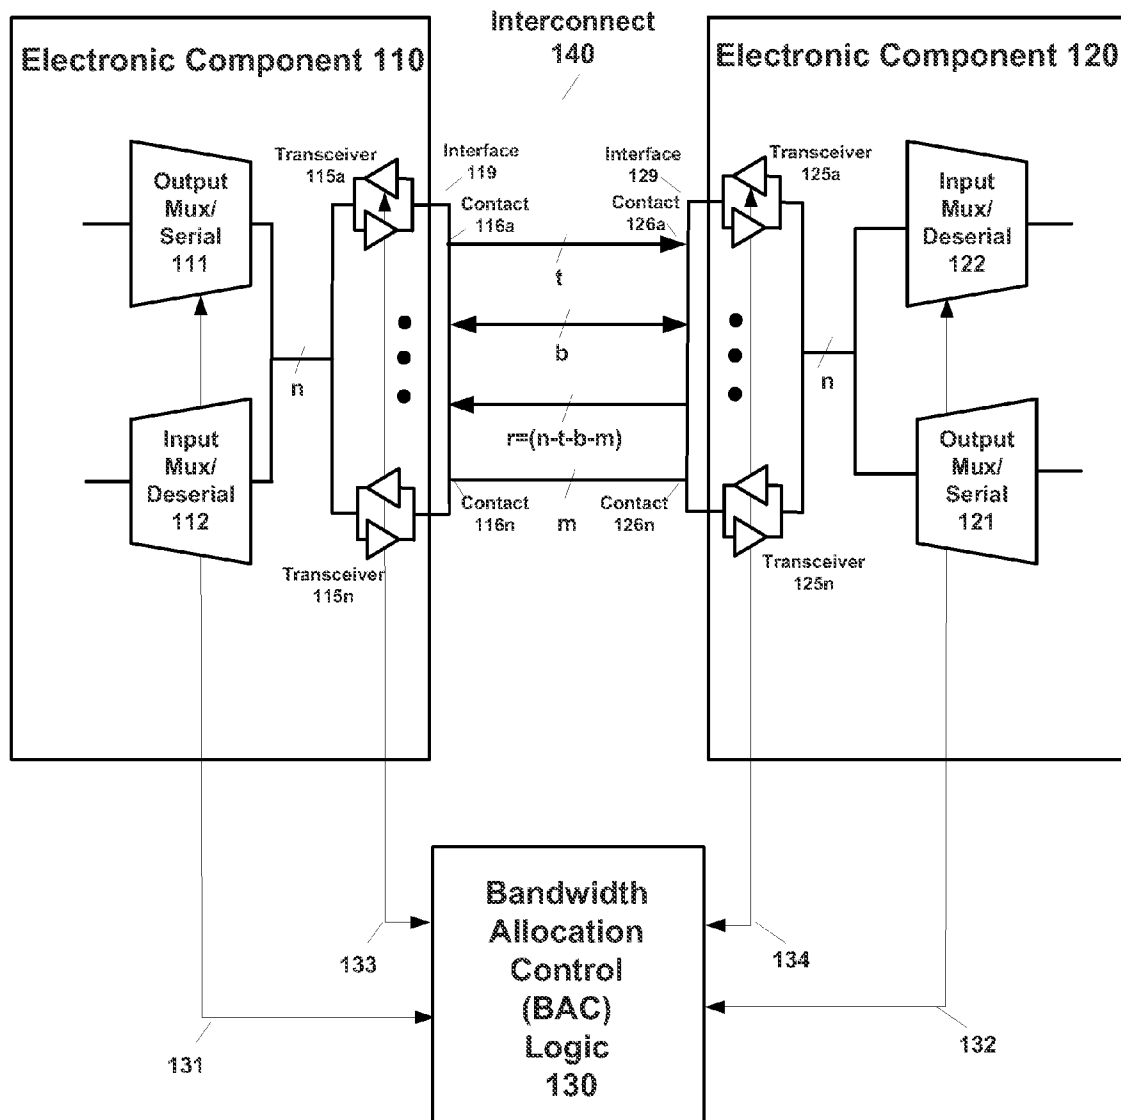 Interconnect
140
Electronic Component 110
Electronic Component 120
Transceiver
115a
Interface
119
Contact
116a
Interface
129
Contact
126a
Transceiver
125a
Output
Mux/
Serial
111
Input
Mux/
Deserial
122
t
b
n
n
r=(n-t-b-m)
Input
Mux/
Deserial
112
Contact
116n
m
Contact
126n
Output
Mux/
Serial
121
Transceiver
115n
Transceiver
125n
Bandwidth
Allocation
Control
(BAC)
Logic
130
133
134
131
132